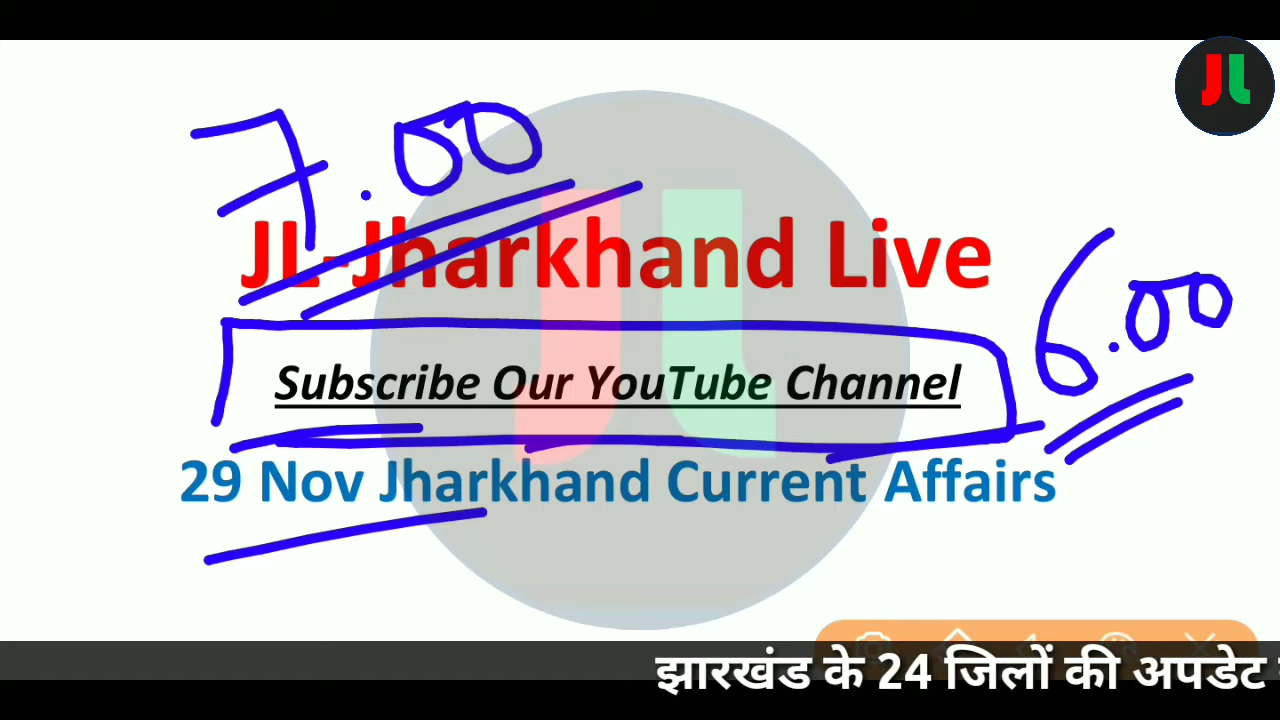 JL
7.00
JL-Jharkhand Live
6.00
Subscribe Our YouTube Channel
29 Nov Jharkhand Current Affairs
झारखंड के 24 जिलों की अपडेट